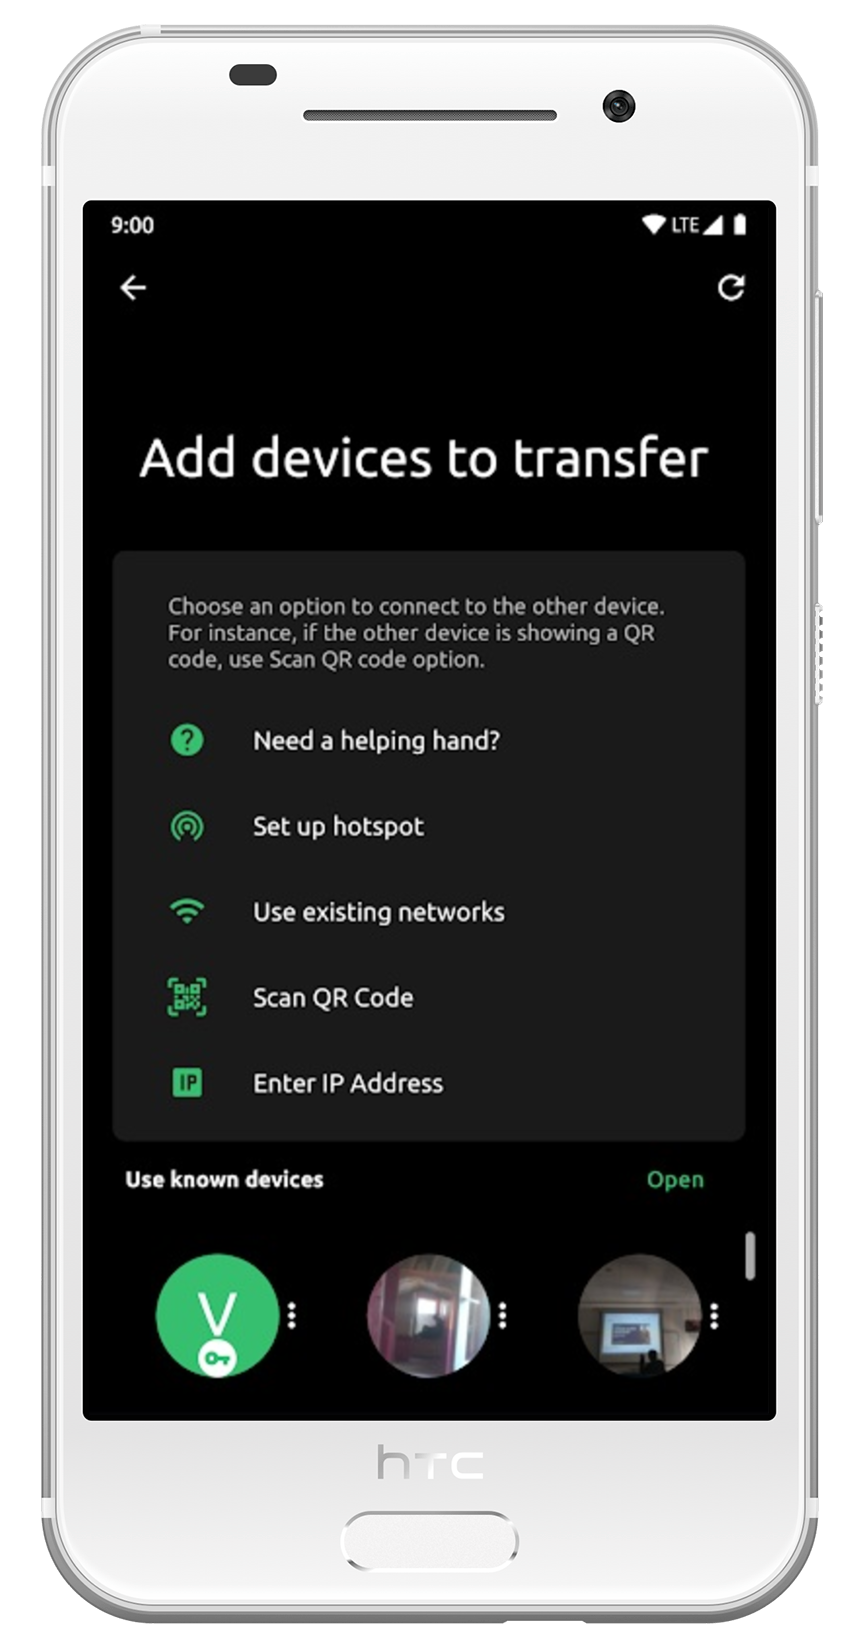 9:00
LTE
Add devices to transfer
Choose an option to connect to the other device.
For instance, if the other device is showing a QR
code, use Scan QR code option.
? Need a helping hand?
Set up hotspot
Use existing networks
Scan QR Code
IP Enter IP Address
Use known devices
Open
V
htc